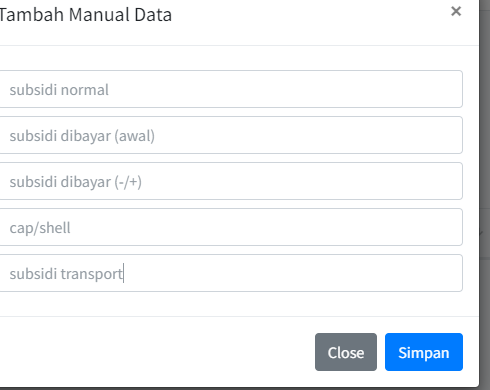 Tambah Manual Data ×
subsidi normal
subsidi dibayar (awal)
subsidi dibayar (-/+)
cap/shell
subsidi transport
Close Simpan